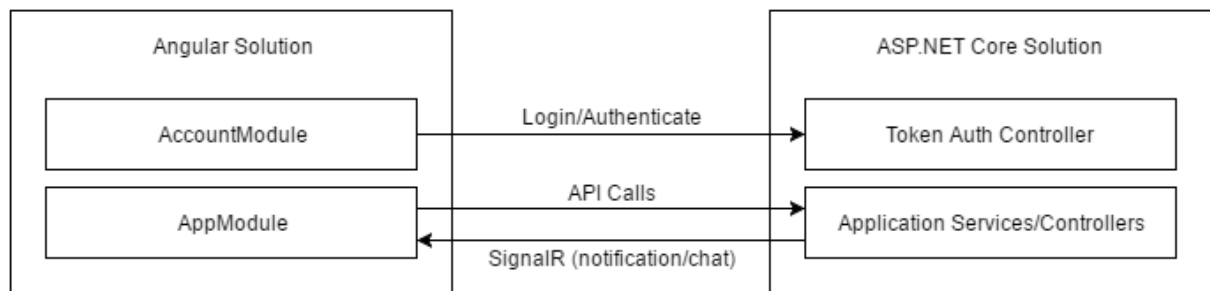 Angular Solution
ASP.NET Core Solution
AccountModule
Login/Authenticate
Token Auth Controller
AppModule
API Calls
Application Services/Controllers
SignalR (notification/chat)